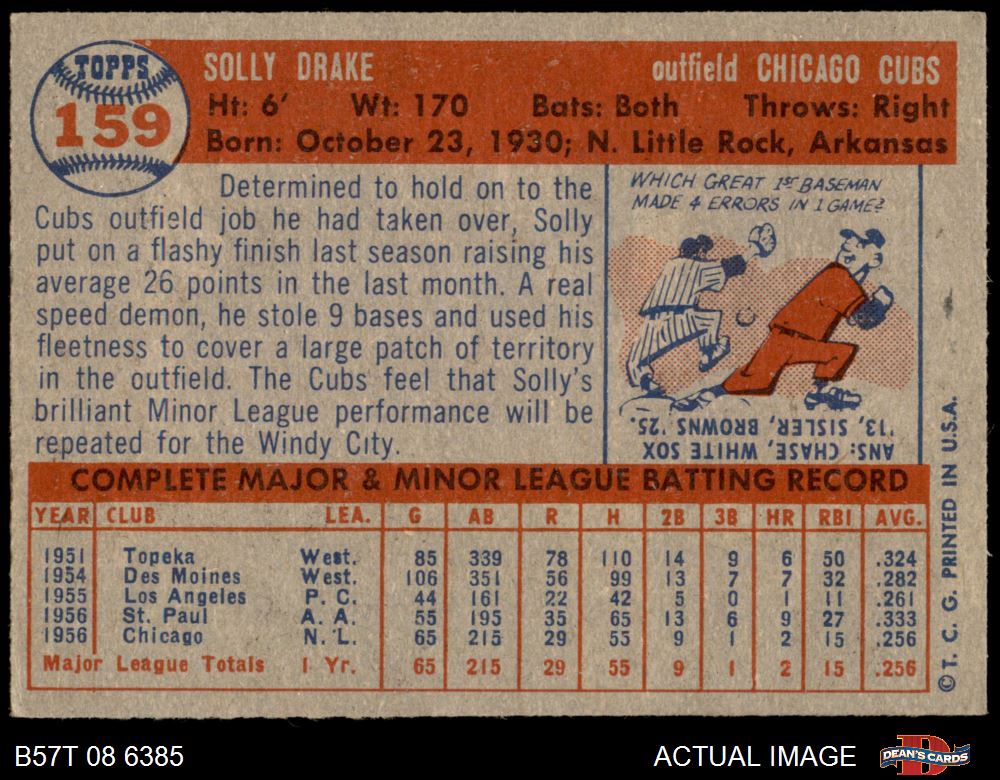 TOPPS
159
SOLLY DRAKE outfield CHICAGO CUBS
Ht: 6' Wt: 170 Bats: Both Throws: Right
Born: October 23, 1930; N. Little Rock, Arkansas
Determined to hold on to the
Cubs outfield job he had taken over, Solly
put on a flashy finish last season raising his
average 26 points in the last month. A real
speed demon, he stole 9 bases and used his
fleetness to cover a large patch of territory
in the outfield. The Cubs feel that Solly's
brilliant Minor League performance will be
repeated for the Windy City.
WHICH GREAT 1ST BASEMAN
MADE 4 ERRORS IN 1 GAME?
ANS: CHASE, WHITE SOX
'13, SISLER, BROWNS '25.
COMPLETE MAJOR & MINOR LEAGUE BATTING RECORD
YEAR CLUB LEA. G AB R H 2B 3B HR RBI AVG.
1951 Topeka West. 85 339 78 110 14 9 6 50 .324
1954 Des Moines West. 106 351 56 99 13 7 7 32 .282
1955 Los Angeles P. C. 44 161 22 42 5 0 1 11 .261
1956 St. Paul A. A. 55 195 35 65 13 6 9 27 .333
1956 Chicago N. L. 65 215 29 55 9 1 2 15 .256
Major League Totals 1 Yr. 65 215 29 55 9 1 2 15 .256
©T. C. G. PRINTED IN U.S.A.
B57T 08 6385 ACTUAL IMAGE
DEAN'S CARDS